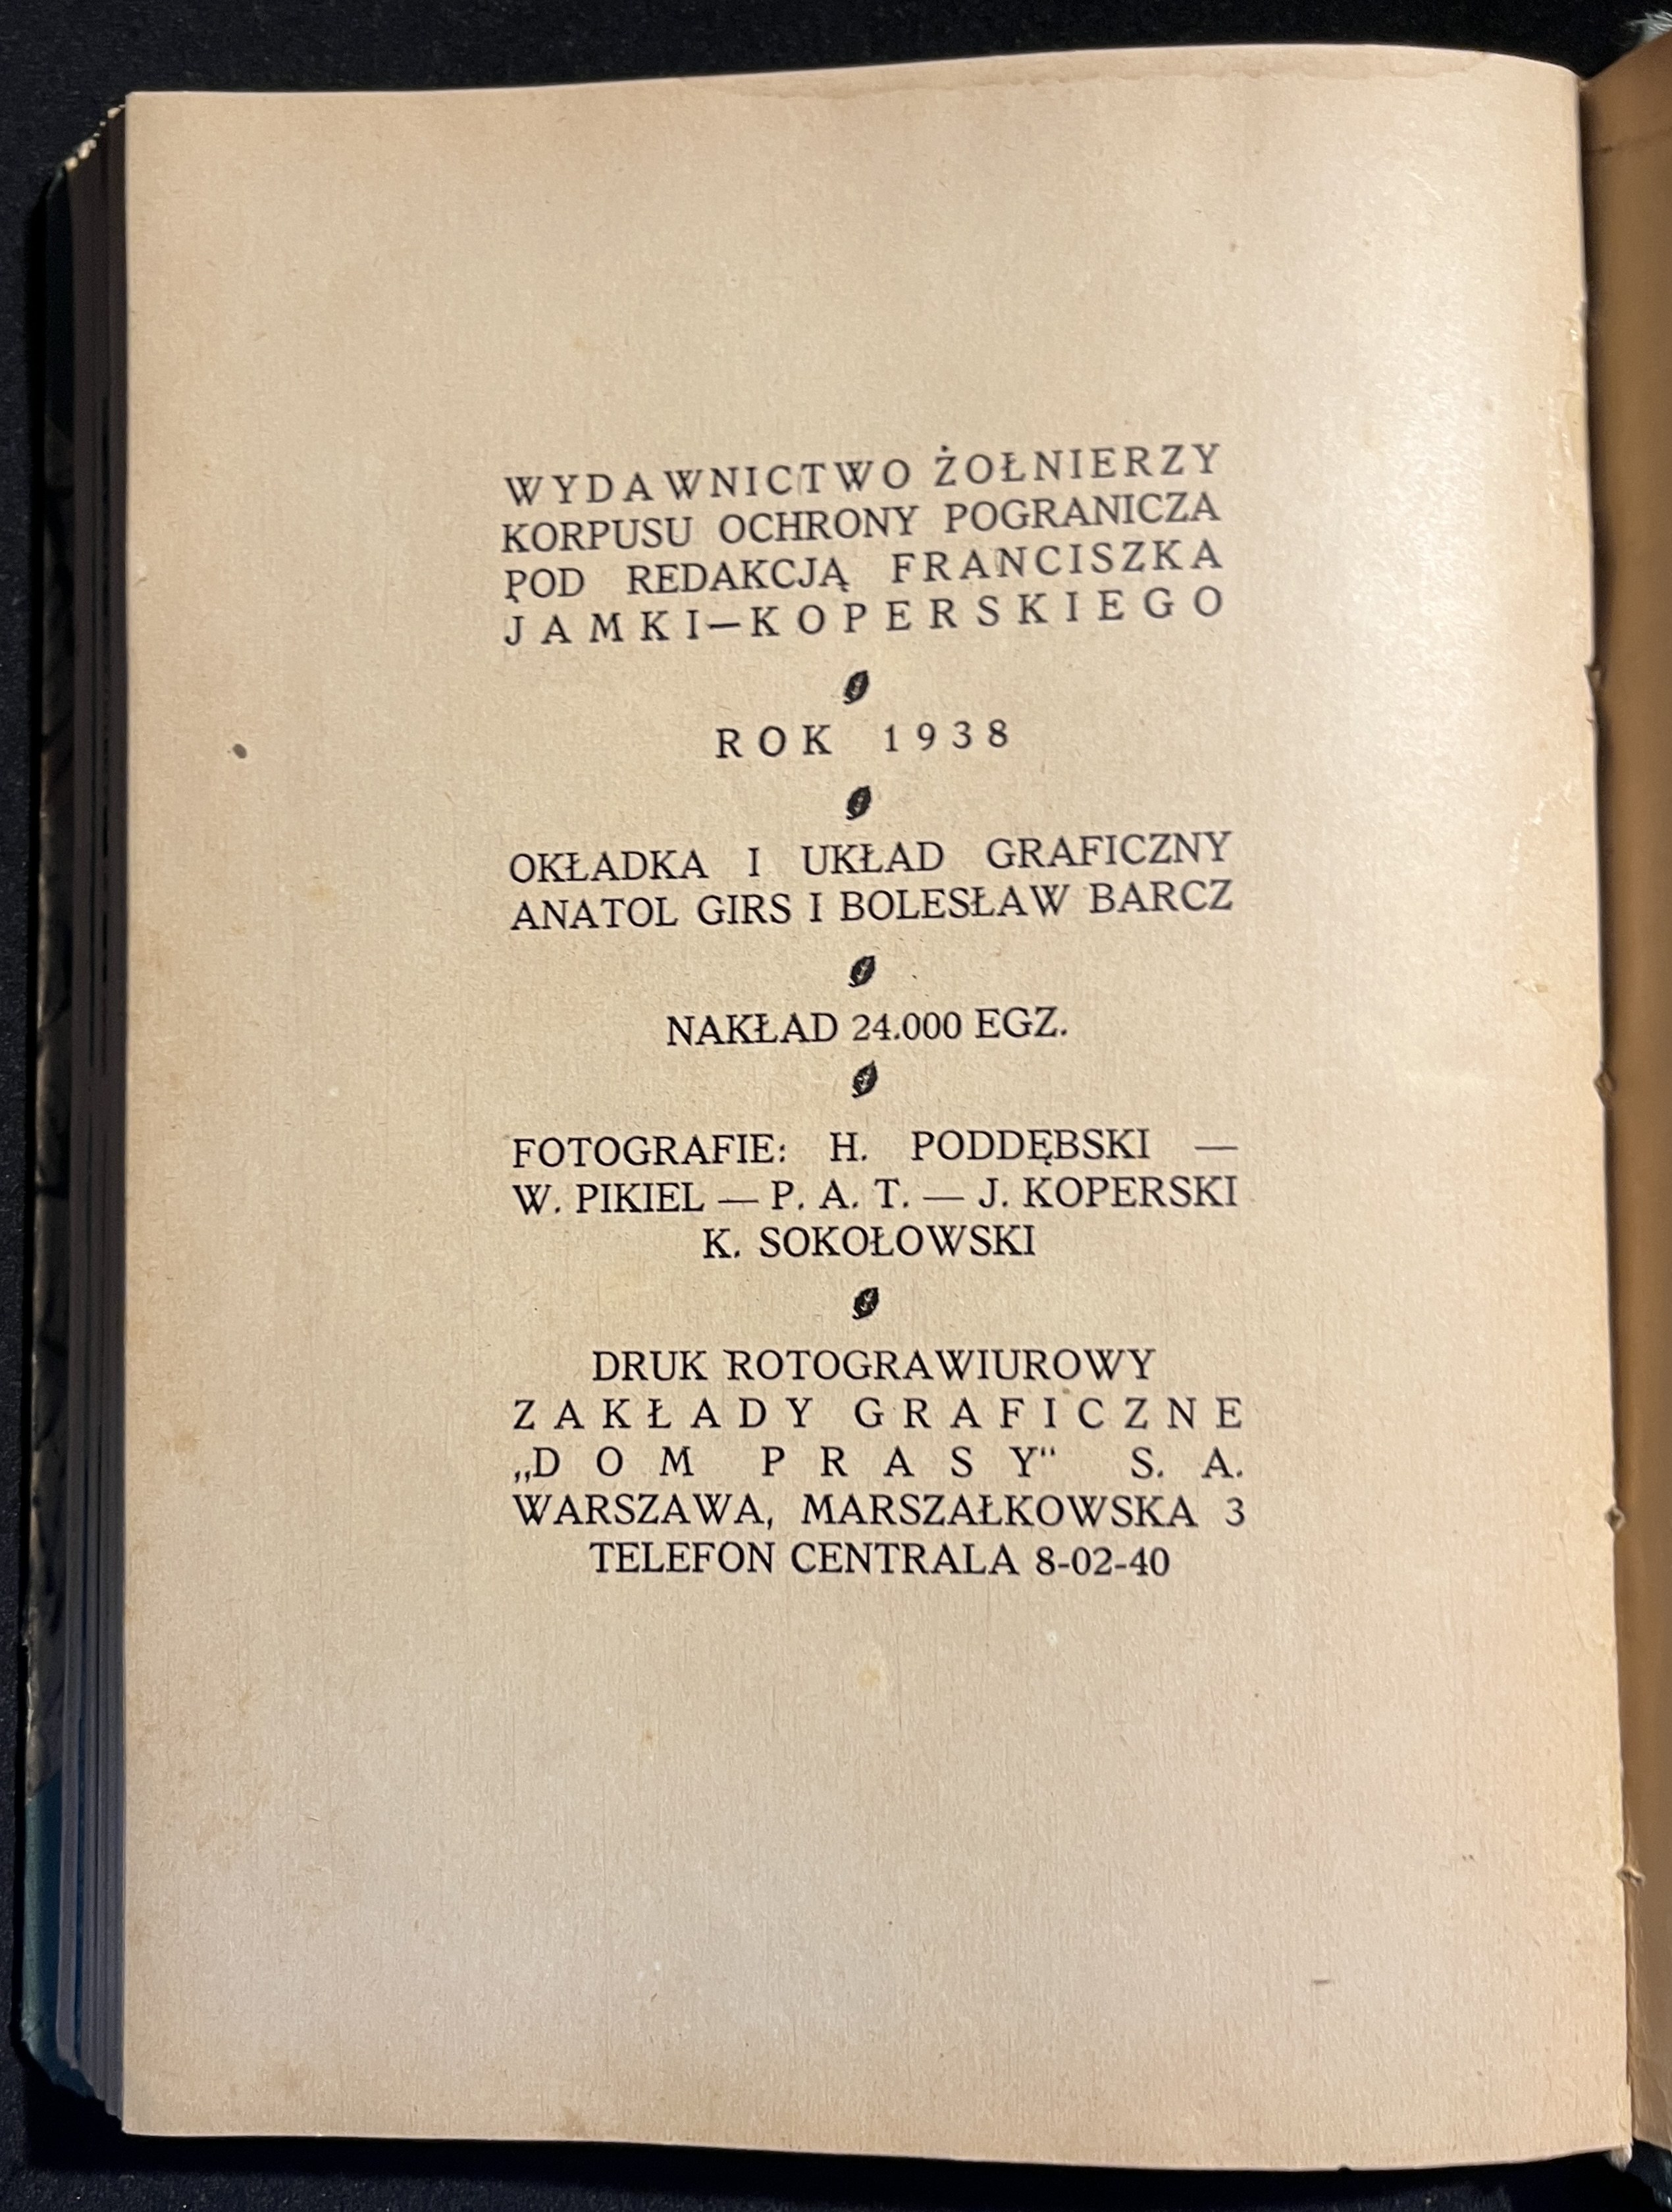 WYDAWNICTWO ŻOŁNIERZY
KORPUSU OCHRONY POGRANICZA
POD REDAKCJĄ FRANCISZKA
JAMKI—KOPERSKIEGO
ROK 1938
OKŁADKA I UKŁAD GRAFICZNY
ANATOL GIRS I BOLESŁAW BARCZ
NAKŁAD 24.000 EGZ.
FOTOGRAFIE: H. PODDĘBSKI —
W. PIKIEL — P. A. T. — J. KOPERSKI
K. SOKOŁOWSKI
DRUK ROTOGRAWIUROWY
ZAKŁADY GRAFICZNE
„DOM PRASY" S. A.
WARSZAWA, MARSZAŁKOWSKA 3
TELEFON CENTRALA 8-02-40